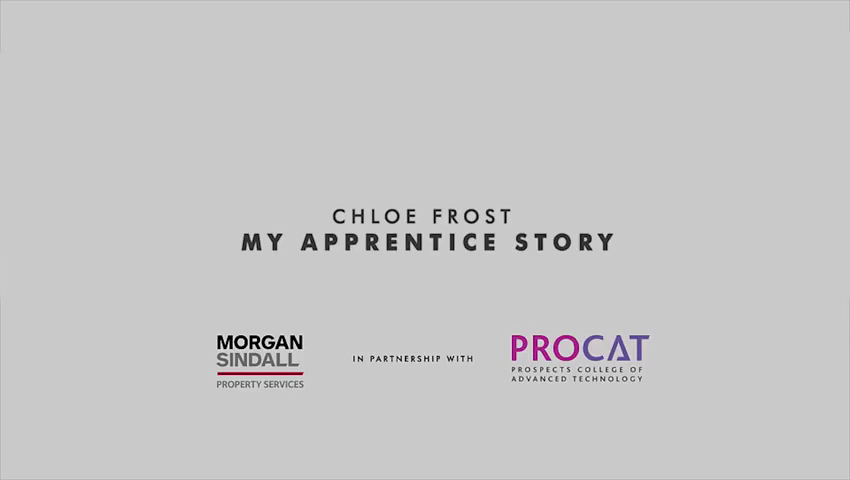 CHLOE FROST
MY APPRENTICE STORY
MORGAN
SINDALL
PROPERTY SERVICES
IN PARTNERSHIP WITH
PROCAT
PROSPECTS COLLEGE OF
ADVANCED TECHNOLOGY